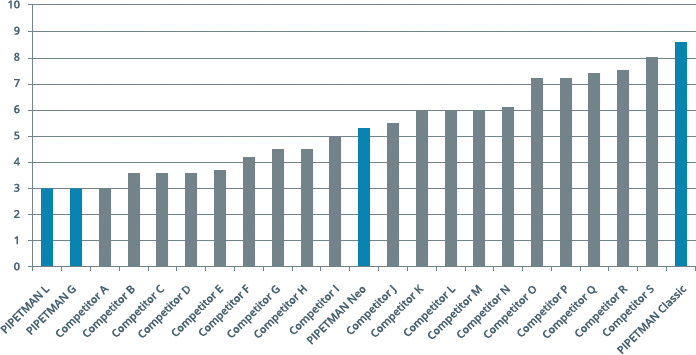 10
9
8
7
6
5
4
3
2
1
0
PIPETMAN L
PIPETMAN G
Competitor A
Competitor B
Competitor C
Competitor D
Competitor E
Competitor F
Competitor G
Competitor H
Competitor I
PIPETMAN Neo
Competitor J
Competitor K
Competitor L
Competitor M
Competitor N
Competitor O
Competitor P
Competitor Q
Competitor R
Competitor S
PIPETMAN Classic